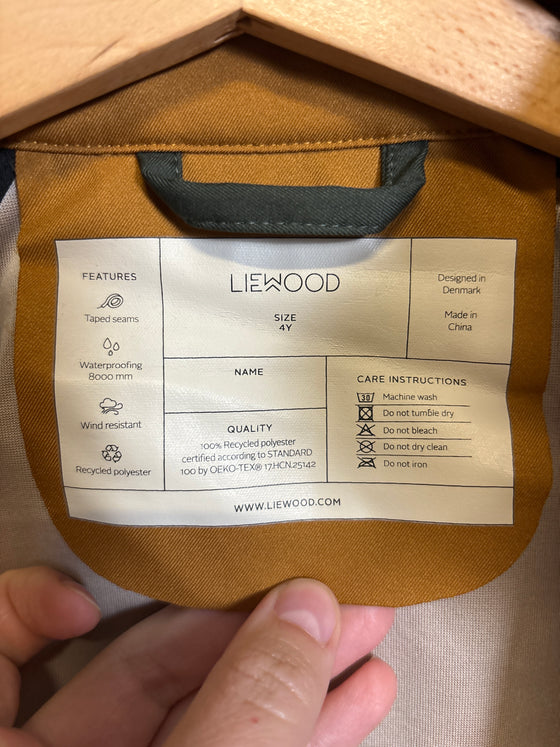 FEATURES
Taped seams
Waterproofing
8000 mm
Wind resistant
Recycled polyester
LIEWOOD
SIZE
4Y
Designed in
Denmark
Made in
China
NAME
QUALITY
100% Recycled polyester
certified according to STANDARD
100 by OEKO-TEX® 17.HCN.25142
CARE INSTRUCTIONS
30 Machine wash
Do not tumble dry
Do not bleach
Do not dry clean
Do not iron
WWW.LIEWOOD.COM